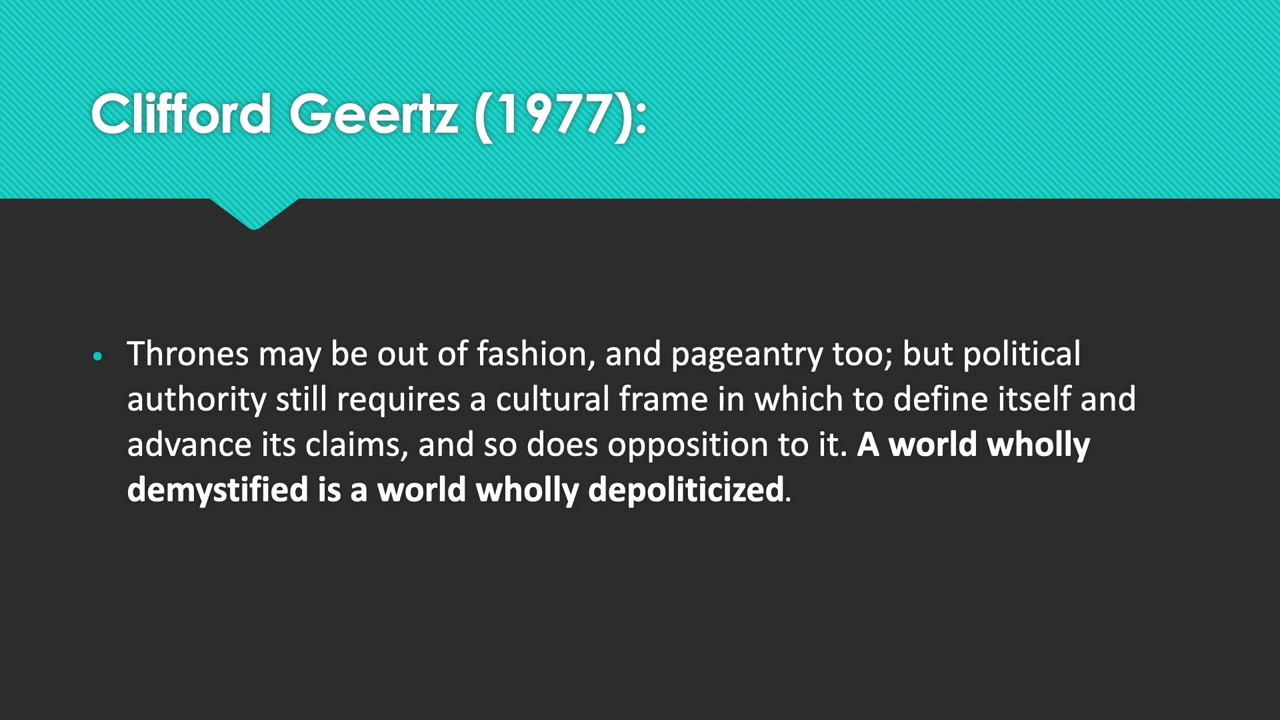 Clifford Geertz (1977):
• Thrones may be out of fashion, and pageantry too; but political
authority still requires a cultural frame in which to define itself and
advance its claims, and so does opposition to it. A world wholly
demystified is a world wholly depoliticized.